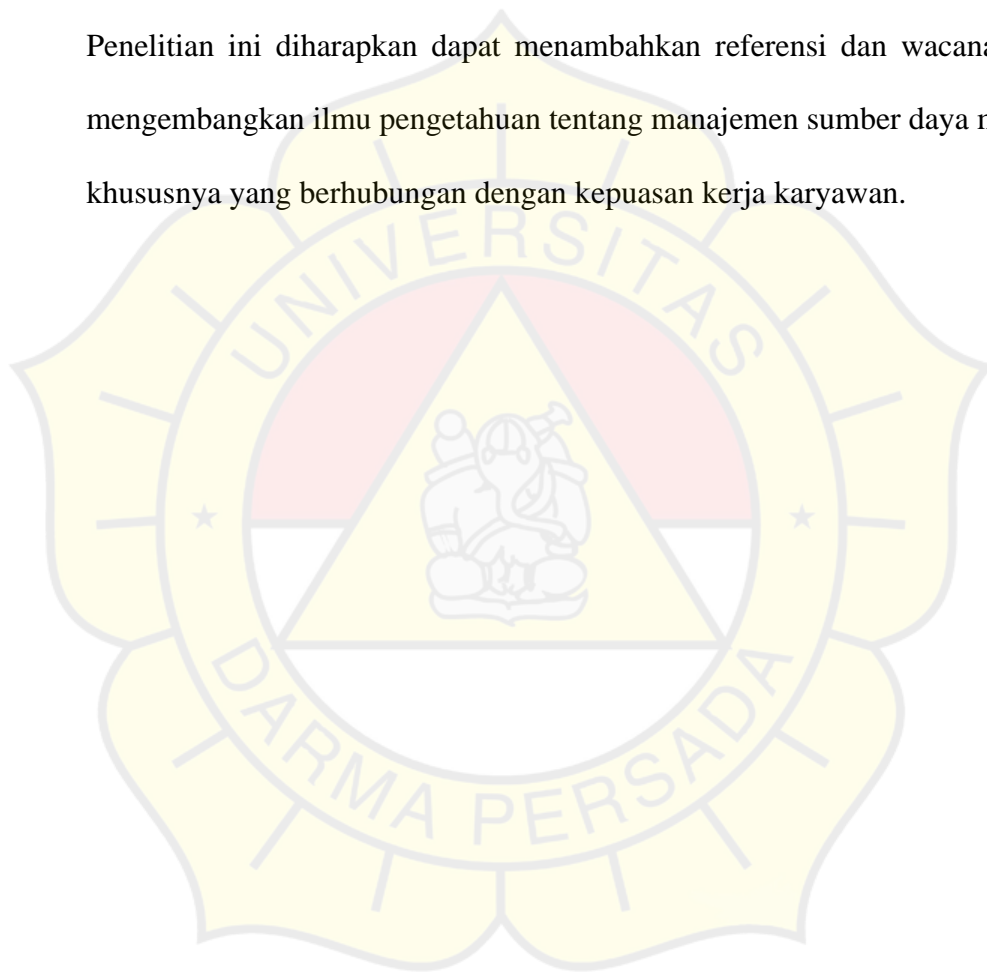 Penelitian ini diharapkan dapat menambahkan referensi dan wacana
mengembangkan ilmu pengetahuan tentang manajemen sumber daya
khususnya yang berhubungan dengan kepuasan kerja karyawan.
UNIVERSITAS
DARMA PERSADA